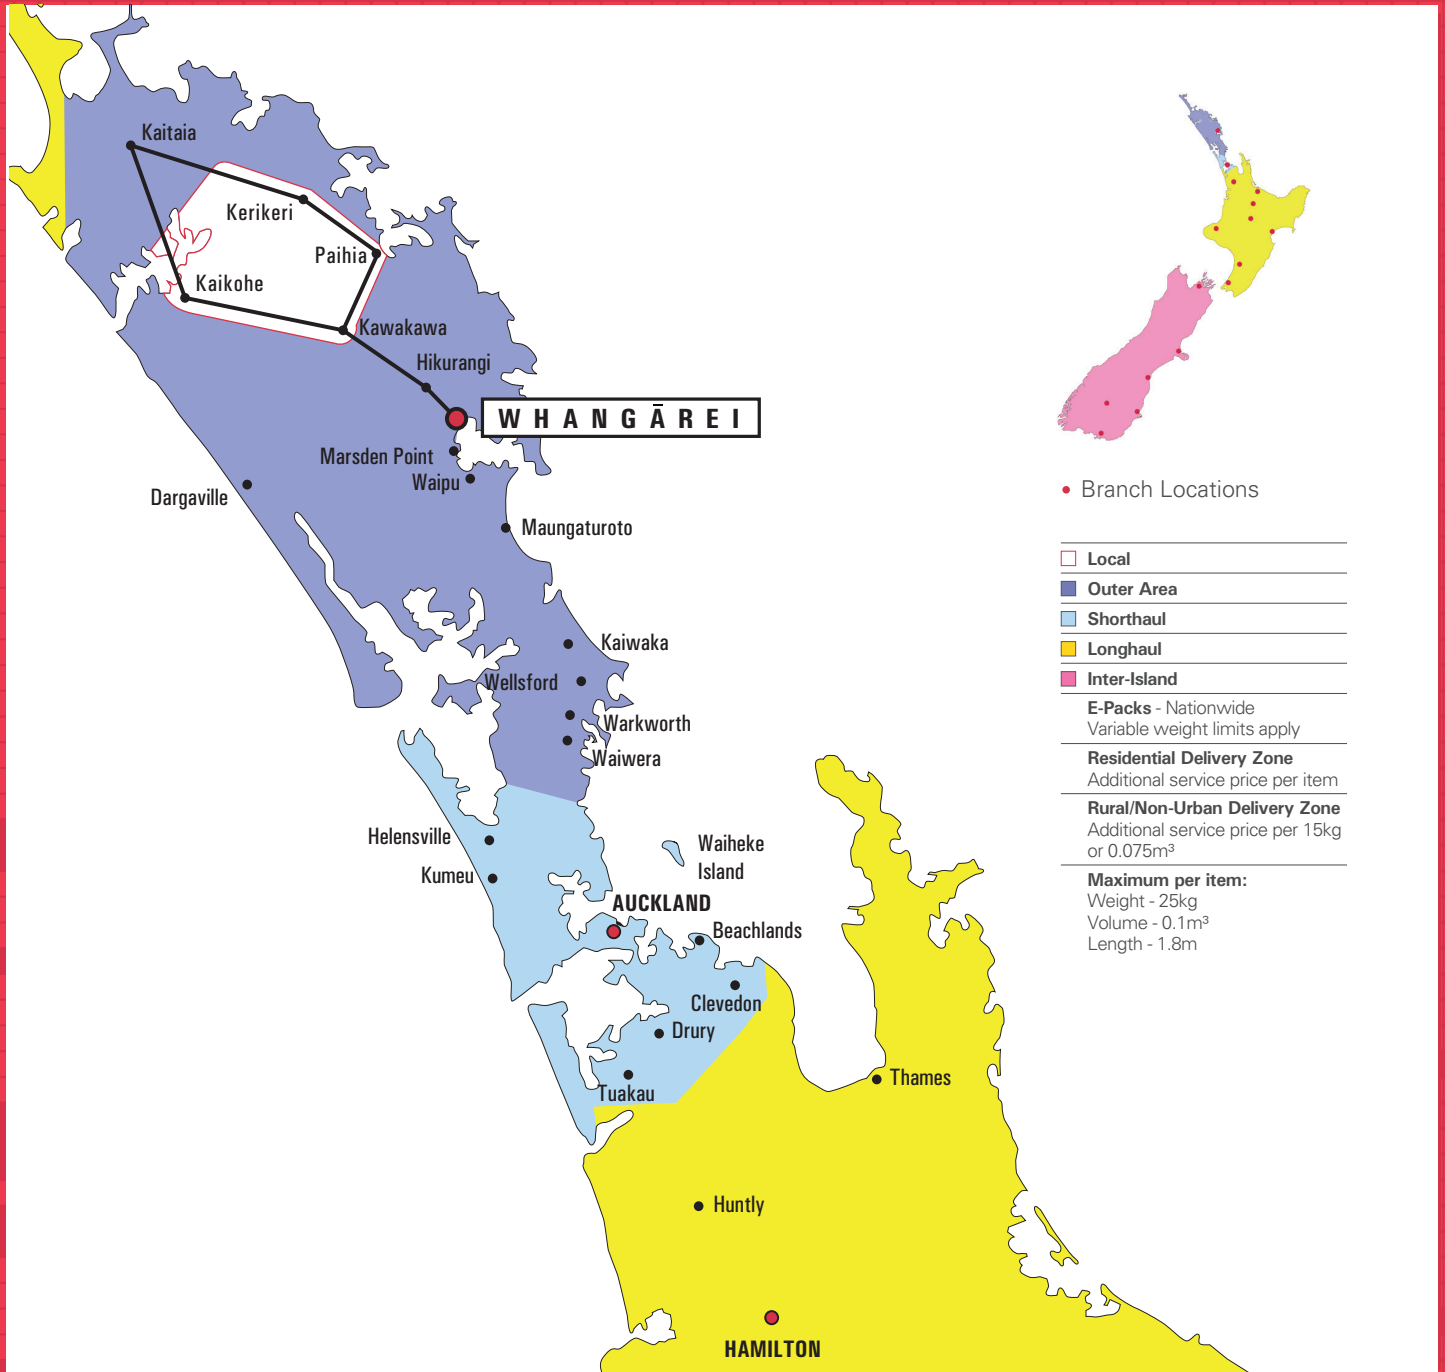 Kaitaia
Kerikeri
Paihia
Kaikohe
Kawakawa
Hikurangi
WHANGĀREI
Marsden Point
Waipu
Dargaville
Maungaturoto
Kaiwaka
Wellsford
Warkworth
Waiwera
Helensville
Kumeu
Waiheke
Island
AUCKLAND
Beachlands
Clevedon
Drury
Tuakau
Thames
Huntly
HAMILTON
Branch Locations
Local
Outer Area
Shorthaul
Longhaul
Inter-Island
E-Packs - Nationwide
Variable weight limits apply
Residential Delivery Zone
Additional service price per item
Rural/Non-Urban Delivery Zone
Additional service price per 15kg
or 0.075m³
Maximum per item:
Weight - 25kg
Volume - 0.1m³
Length - 1.8m